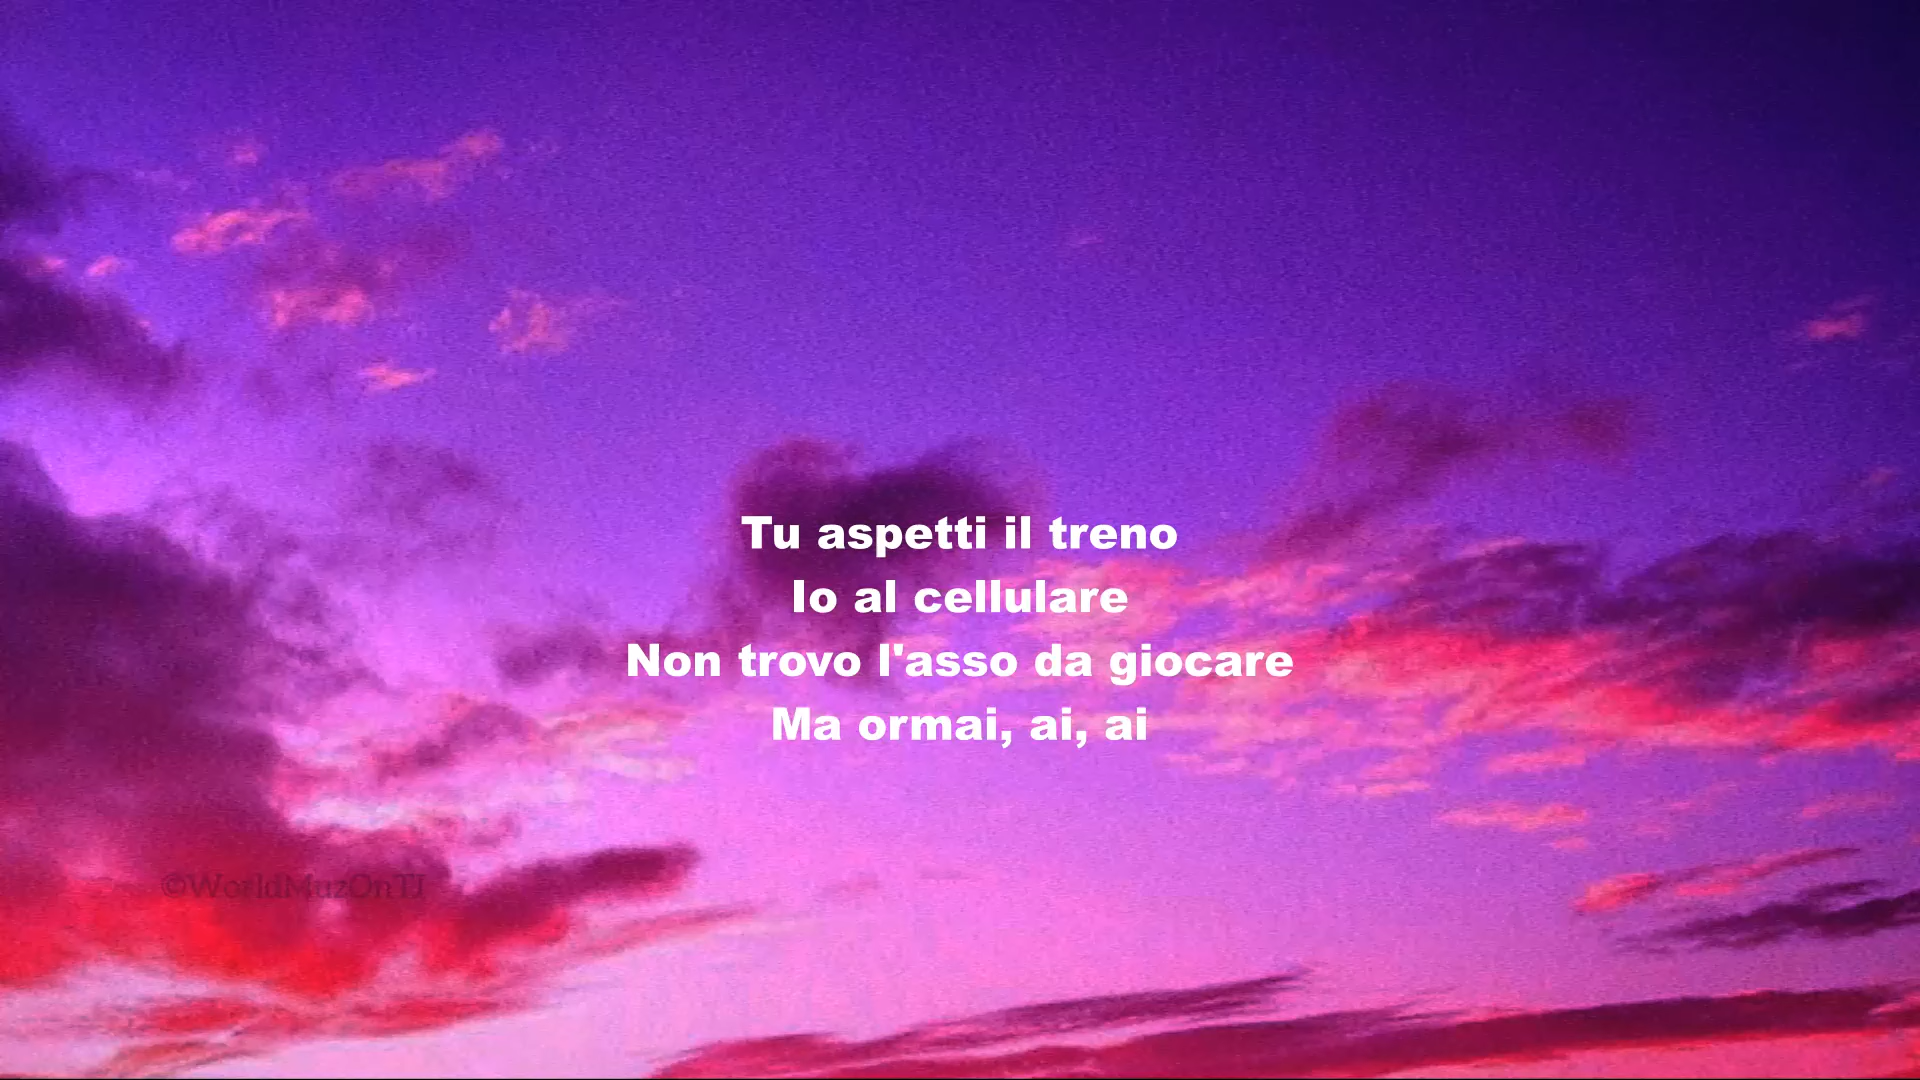 Tu aspetti il treno
Io al cellulare
Non trovo l'asso da giocare
Ma ormai, ai, ai
©WorldMuzOnTJ